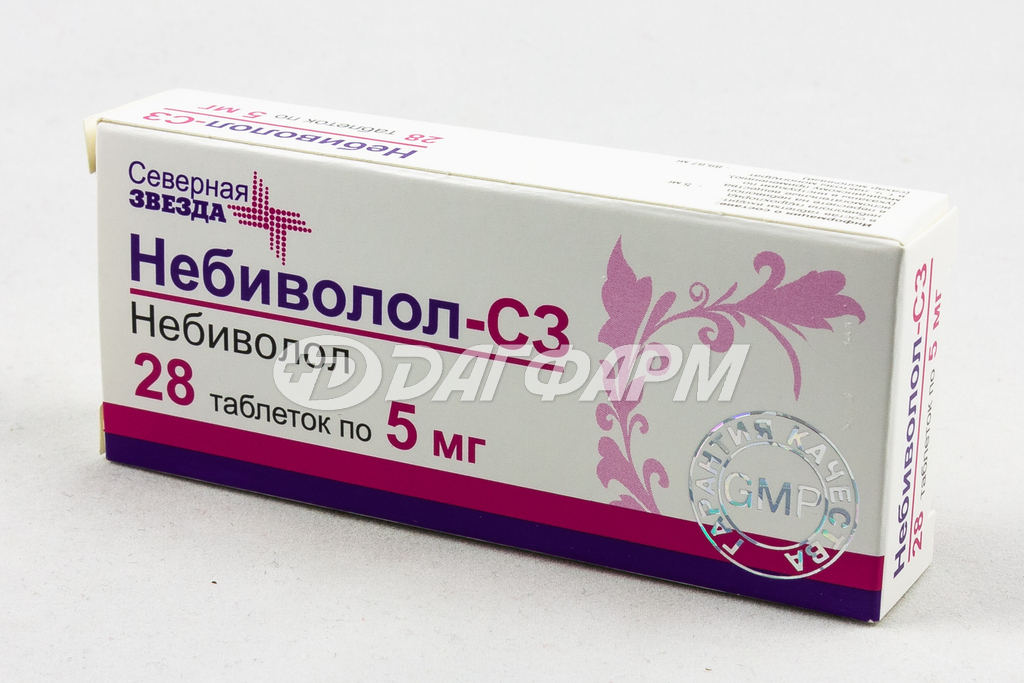 Небиволол-СЗ
28 таблеток по 5 мг
Северная
ЗВЕЗДА
Небиволол-СЗ
Небиволол
28 таблеток по 5 мг
ДАГФАРМ
ГАРАНТИЯ КАЧЕСТВА
GMP
Небиволол-СЗ
28 таблеток по 5 мг